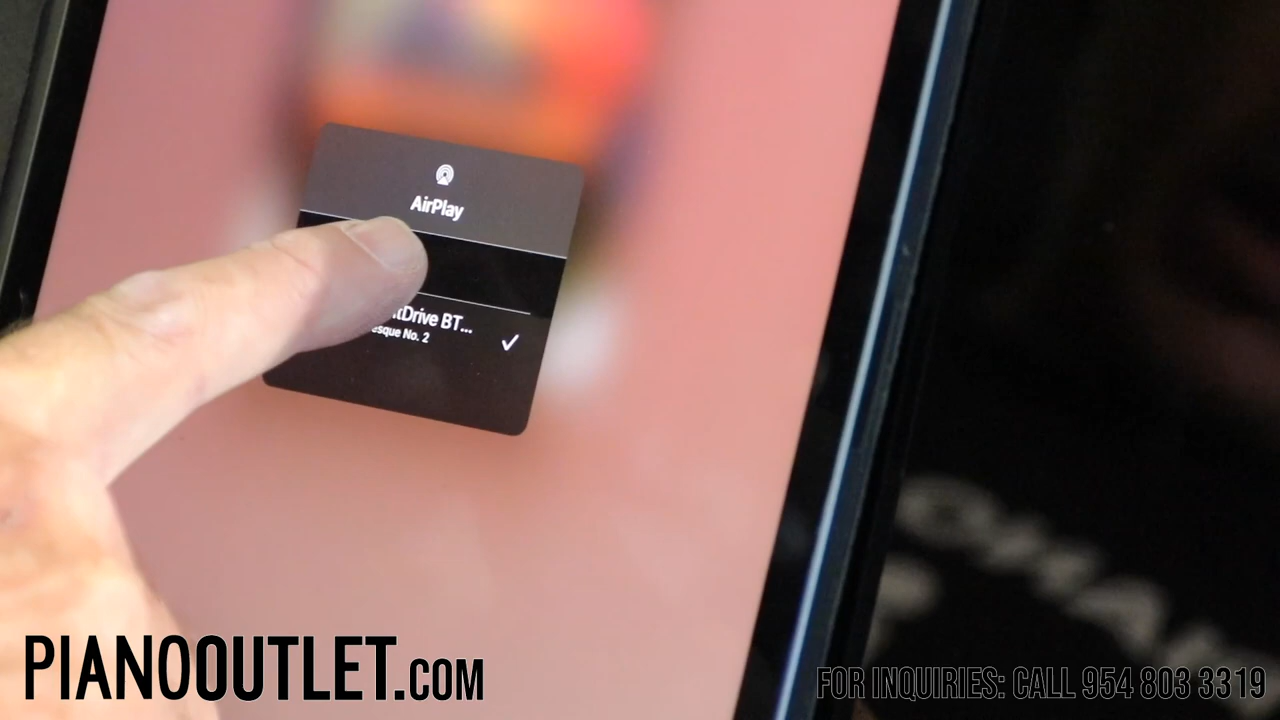 AirPlay
tDrive BT...
esque No. 2
PIANOOUTLET.COM
FOR INQUIRIES: CALL 954 803 3319